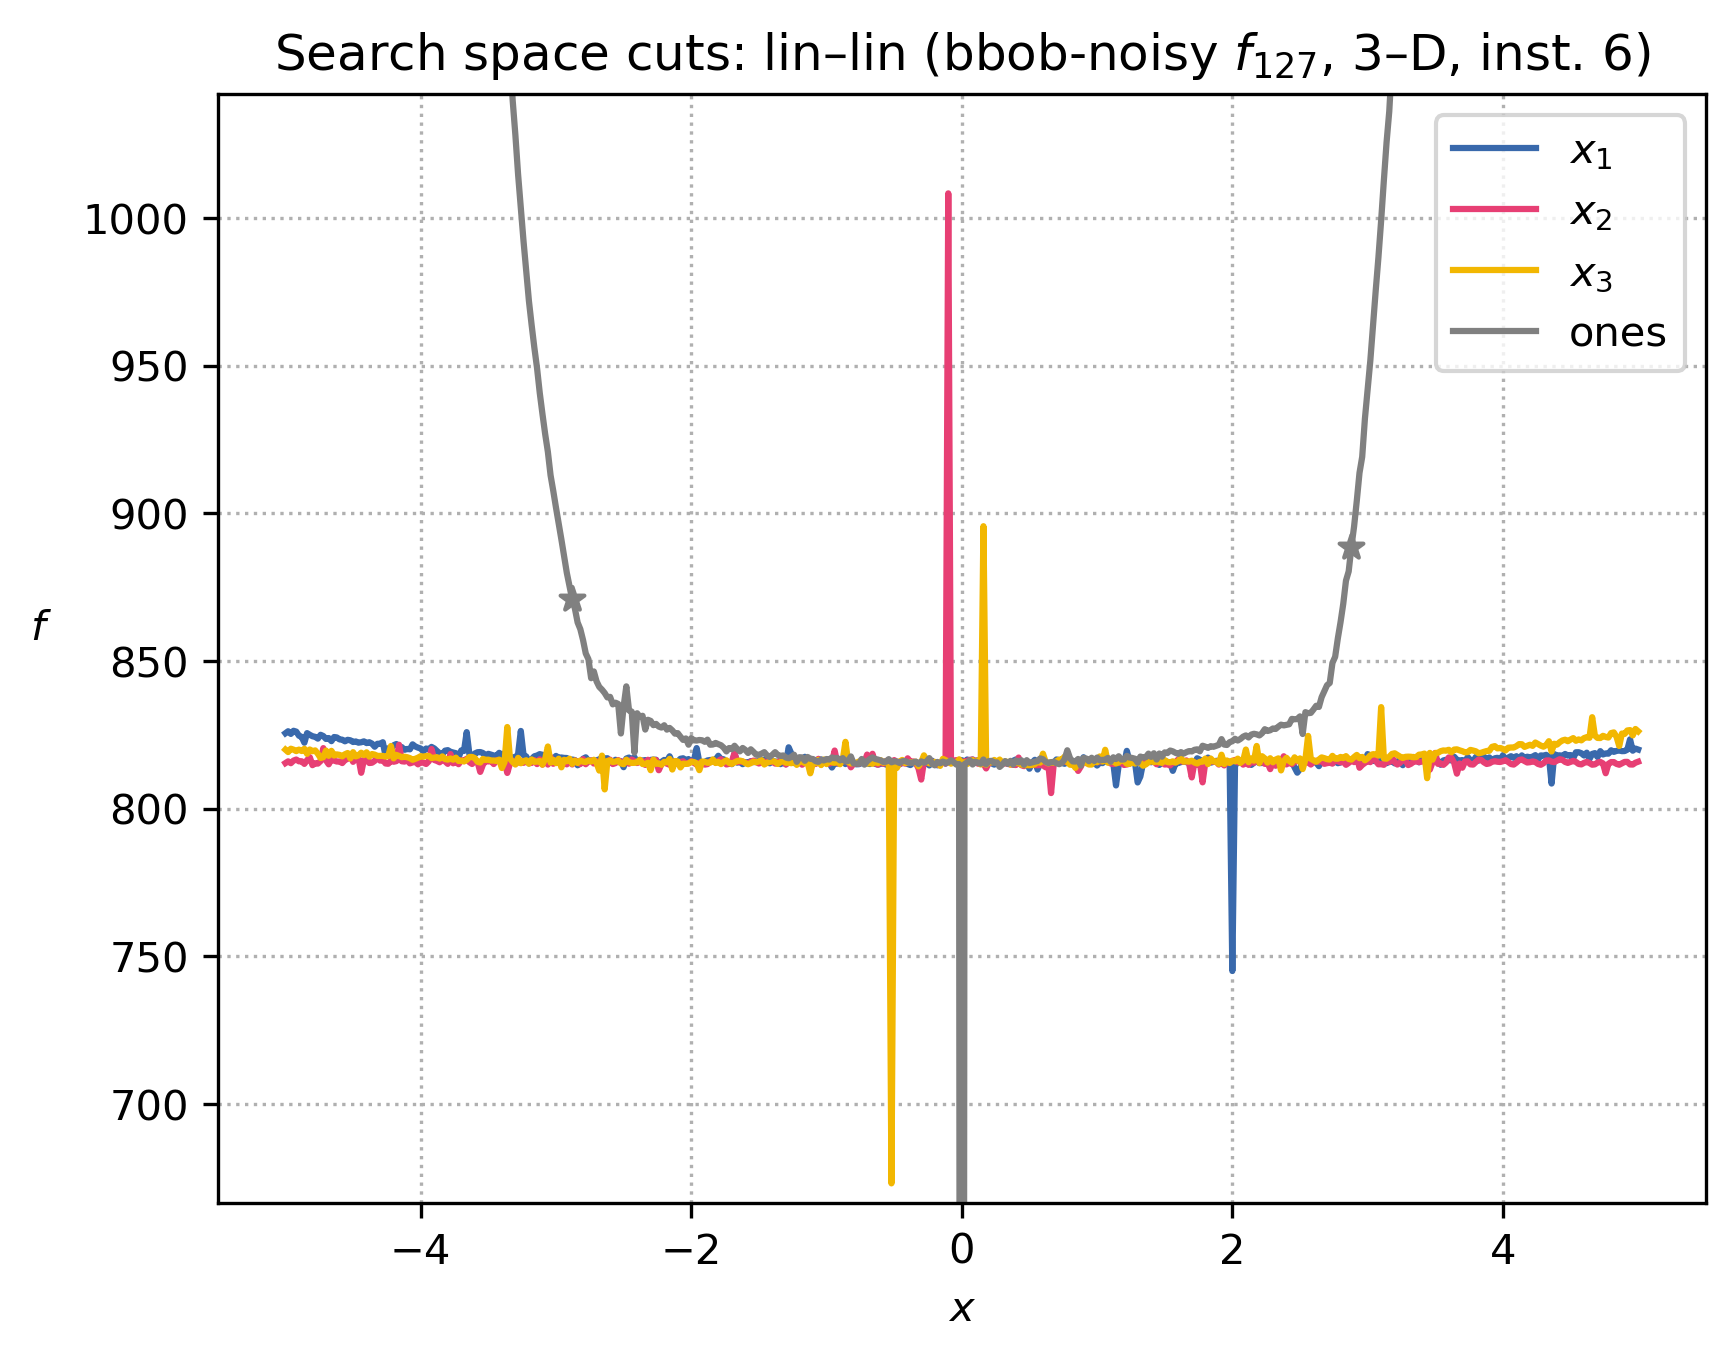 Search space cuts: lin–lin (bbob-noisy f₁₂₇, 3–D, inst. 6)
x₁
x₂
x₃
ones
1000
950
900
850
800
750
700
f
−4
−2
0
2
4
x